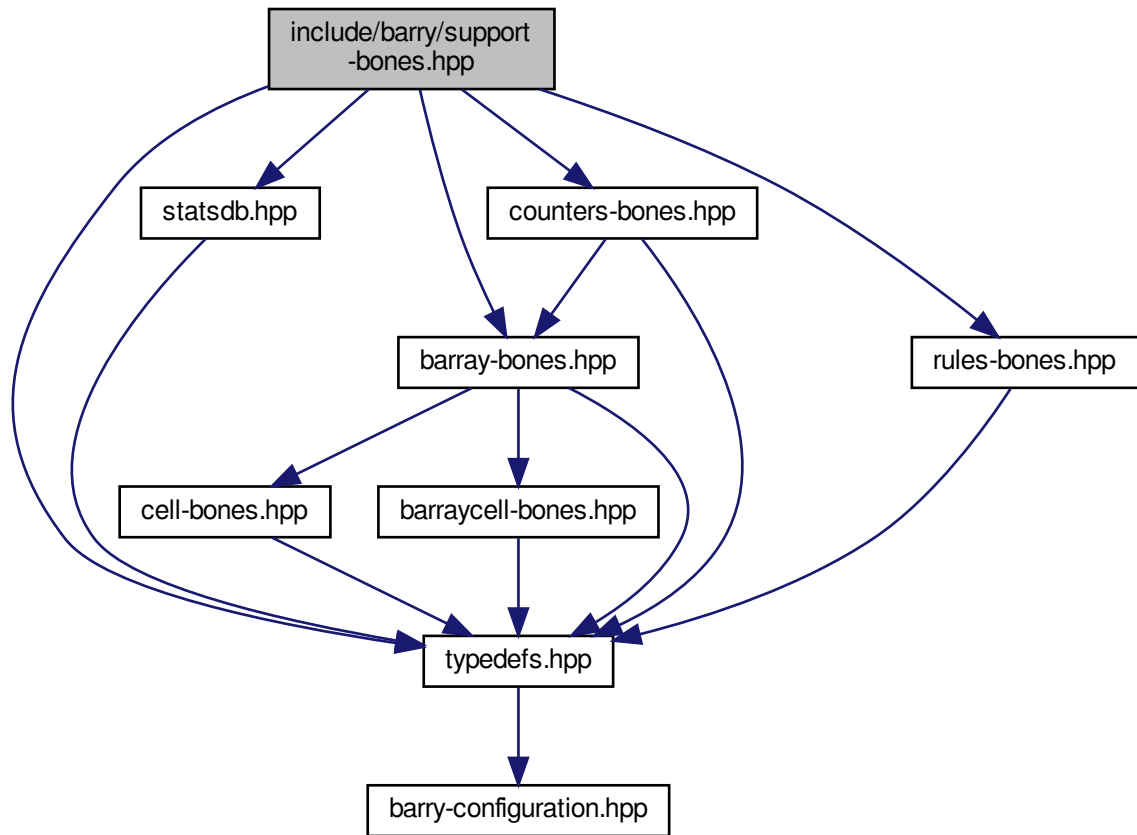 include/barry/support
-bones.hpp
statsdb.hpp
counters-bones.hpp
barray-bones.hpp
rules-bones.hpp
cell-bones.hpp
barraycell-bones.hpp
typedefs.hpp
barry-configuration.hpp